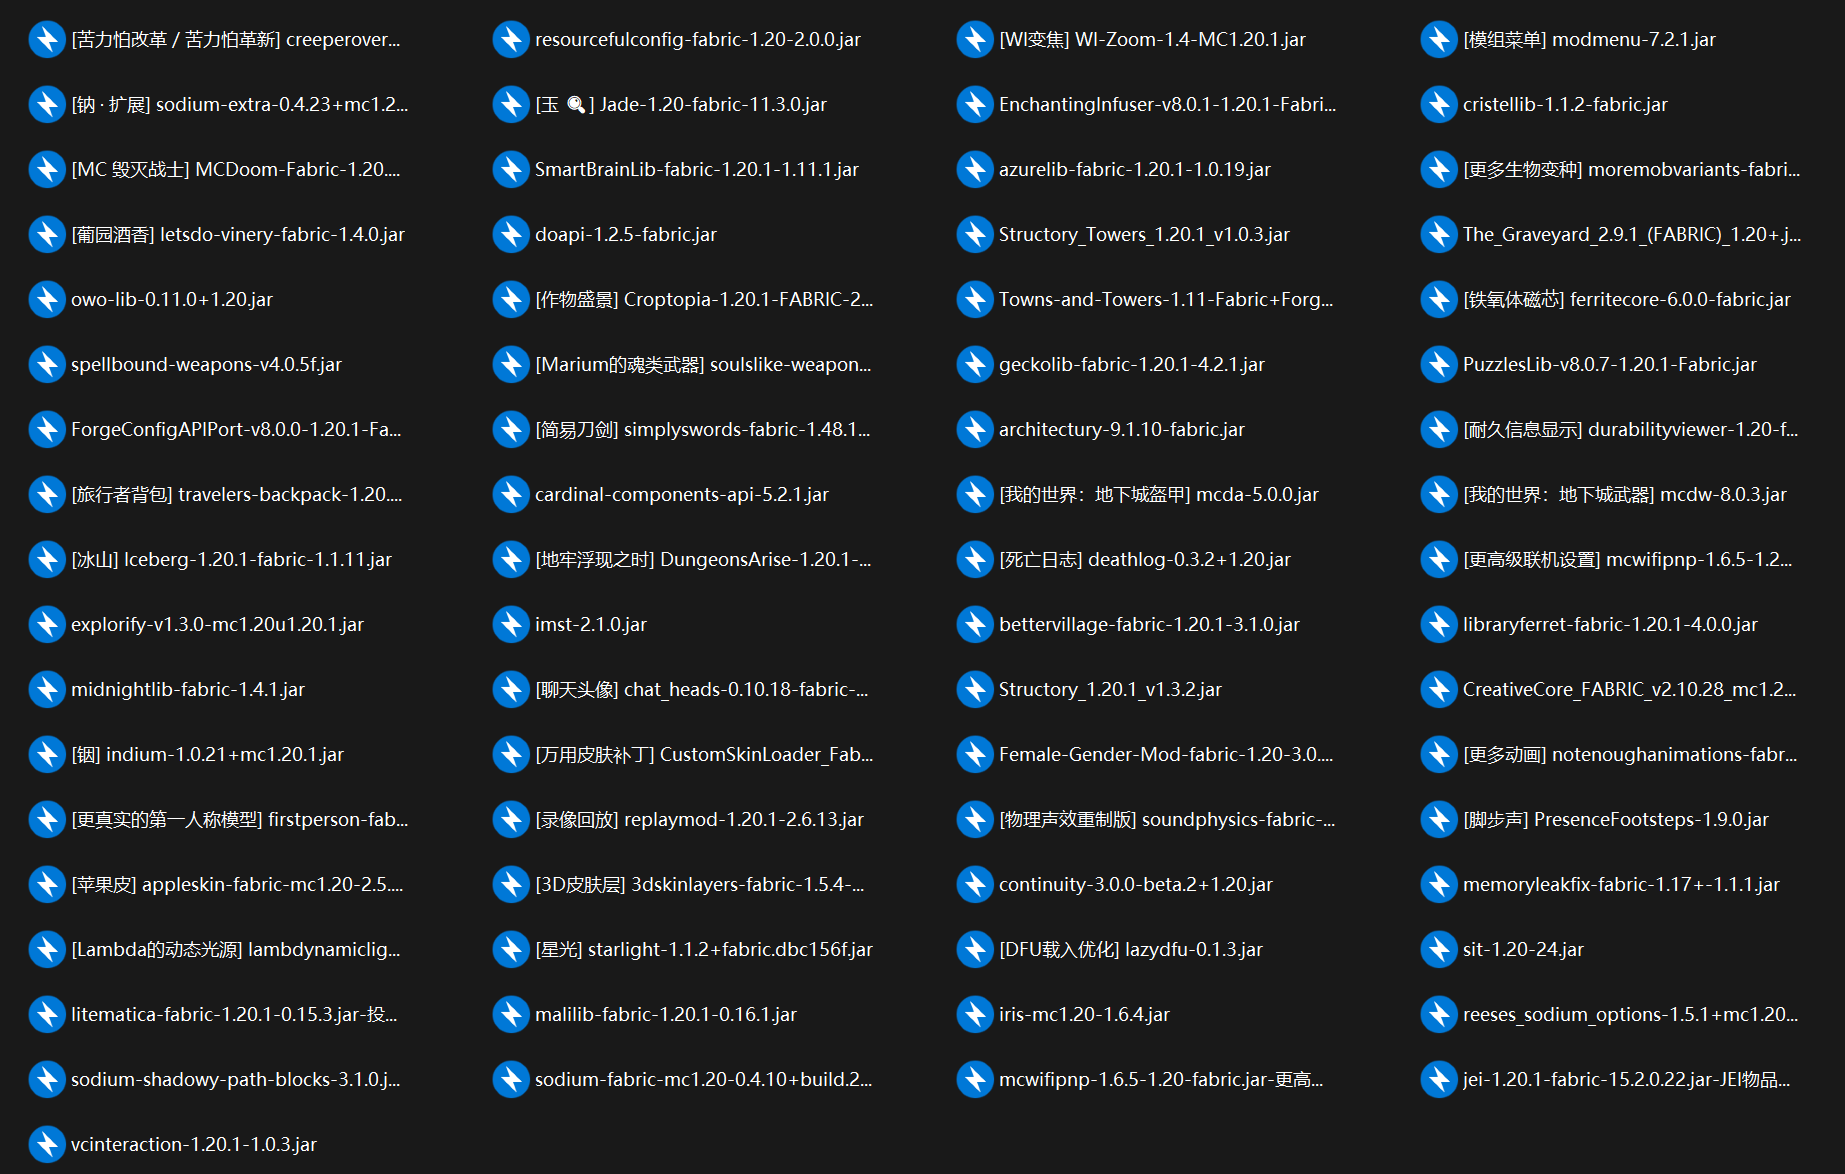 [苦力怕改革 / 苦力怕革新] creeperover...
resourcefulconfig-fabric-1.20-2.0.0.jar
[WI变焦] WI-Zoom-1.4-MC1.20.1.jar
[模组菜单] modmenu-7.2.1.jar
[钠 · 扩展] sodium-extra-0.4.23+mc1.2...
[玉 🔍] Jade-1.20-fabric-11.3.0.jar
EnchantingInfuser-v8.0.1-1.20.1-Fabri...
cristellib-1.1.2-fabric.jar
[MC 毁灭战士] MCDoom-Fabric-1.20....
SmartBrainLib-fabric-1.20.1-1.11.1.jar
azurelib-fabric-1.20.1-1.0.19.jar
[更多生物变种] moremobvariants-fabri...
[葡园酒香] letsdo-vinery-fabric-1.4.0.jar
doapi-1.2.5-fabric.jar
Structory_Towers_1.20.1_v1.0.3.jar
The_Graveyard_2.9.1_(FABRIC)_1.20+.j...
owo-lib-0.11.0+1.20.jar
[作物盛景] Croptopia-1.20.1-FABRIC-2...
Towns-and-Towers-1.11-Fabric+Forg...
[铁氧体磁芯] ferritecore-6.0.0-fabric.jar
spellbound-weapons-v4.0.5f.jar
[Marium的魂类武器] soulslike-weapon...
geckolib-fabric-1.20.1-4.2.1.jar
PuzzlesLib-v8.0.7-1.20.1-Fabric.jar
ForgeConfigAPIPort-v8.0.0-1.20.1-Fa...
[简易刀剑] simplyswords-fabric-1.48.1...
architectury-9.1.10-fabric.jar
[耐久信息显示] durabilityviewer-1.20-f...
[旅行者背包] travelers-backpack-1.20....
cardinal-components-api-5.2.1.jar
[我的世界：地下城盔甲] mcda-5.0.0.jar
[我的世界：地下城武器] mcdw-8.0.3.jar
[冰山] Iceberg-1.20.1-fabric-1.1.11.jar
[地牢浮现之时] DungeonsArise-1.20.1-...
[死亡日志] deathlog-0.3.2+1.20.jar
[更高级联机设置] mcwifipnp-1.6.5-1.2...
explorify-v1.3.0-mc1.20u1.20.1.jar
imst-2.1.0.jar
bettervillage-fabric-1.20.1-3.1.0.jar
libraryferret-fabric-1.20.1-4.0.0.jar
midnightlib-fabric-1.4.1.jar
[聊天头像] chat_heads-0.10.18-fabric-...
Structory_1.20.1_v1.3.2.jar
CreativeCore_FABRIC_v2.10.28_mc1.2...
[铟] indium-1.0.21+mc1.20.1.jar
[万用皮肤补丁] CustomSkinLoader_Fab...
Female-Gender-Mod-fabric-1.20-3.0....
[更多动画] notenoughanimations-fabr...
[更真实的第一人称模型] firstperson-fab...
[录像回放] replaymod-1.20.1-2.6.13.jar
[物理声效重制版] soundphysics-fabric-...
[脚步声] PresenceFootsteps-1.9.0.jar
[苹果皮] appleskin-fabric-mc1.20-2.5....
[3D皮肤层] 3dskinlayers-fabric-1.5.4-...
continuity-3.0.0-beta.2+1.20.jar
memoryleakfix-fabric-1.17+-1.1.1.jar
[Lambda的动态光源] lambdynamiclig...
[星光] starlight-1.1.2+fabric.dbc156f.jar
[DFU载入优化] lazydfu-0.1.3.jar
sit-1.20-24.jar
litematica-fabric-1.20.1-0.15.3.jar-投...
malilib-fabric-1.20.1-0.16.1.jar
iris-mc1.20-1.6.4.jar
reeses_sodium_options-1.5.1+mc1.20...
sodium-shadowy-path-blocks-3.1.0.j...
sodium-fabric-mc1.20-0.4.10+build.2...
mcwifipnp-1.6.5-1.20-fabric.jar-更高...
jei-1.20.1-fabric-15.2.0.22.jar-JEI物品...
vcinteraction-1.20.1-1.0.3.jar